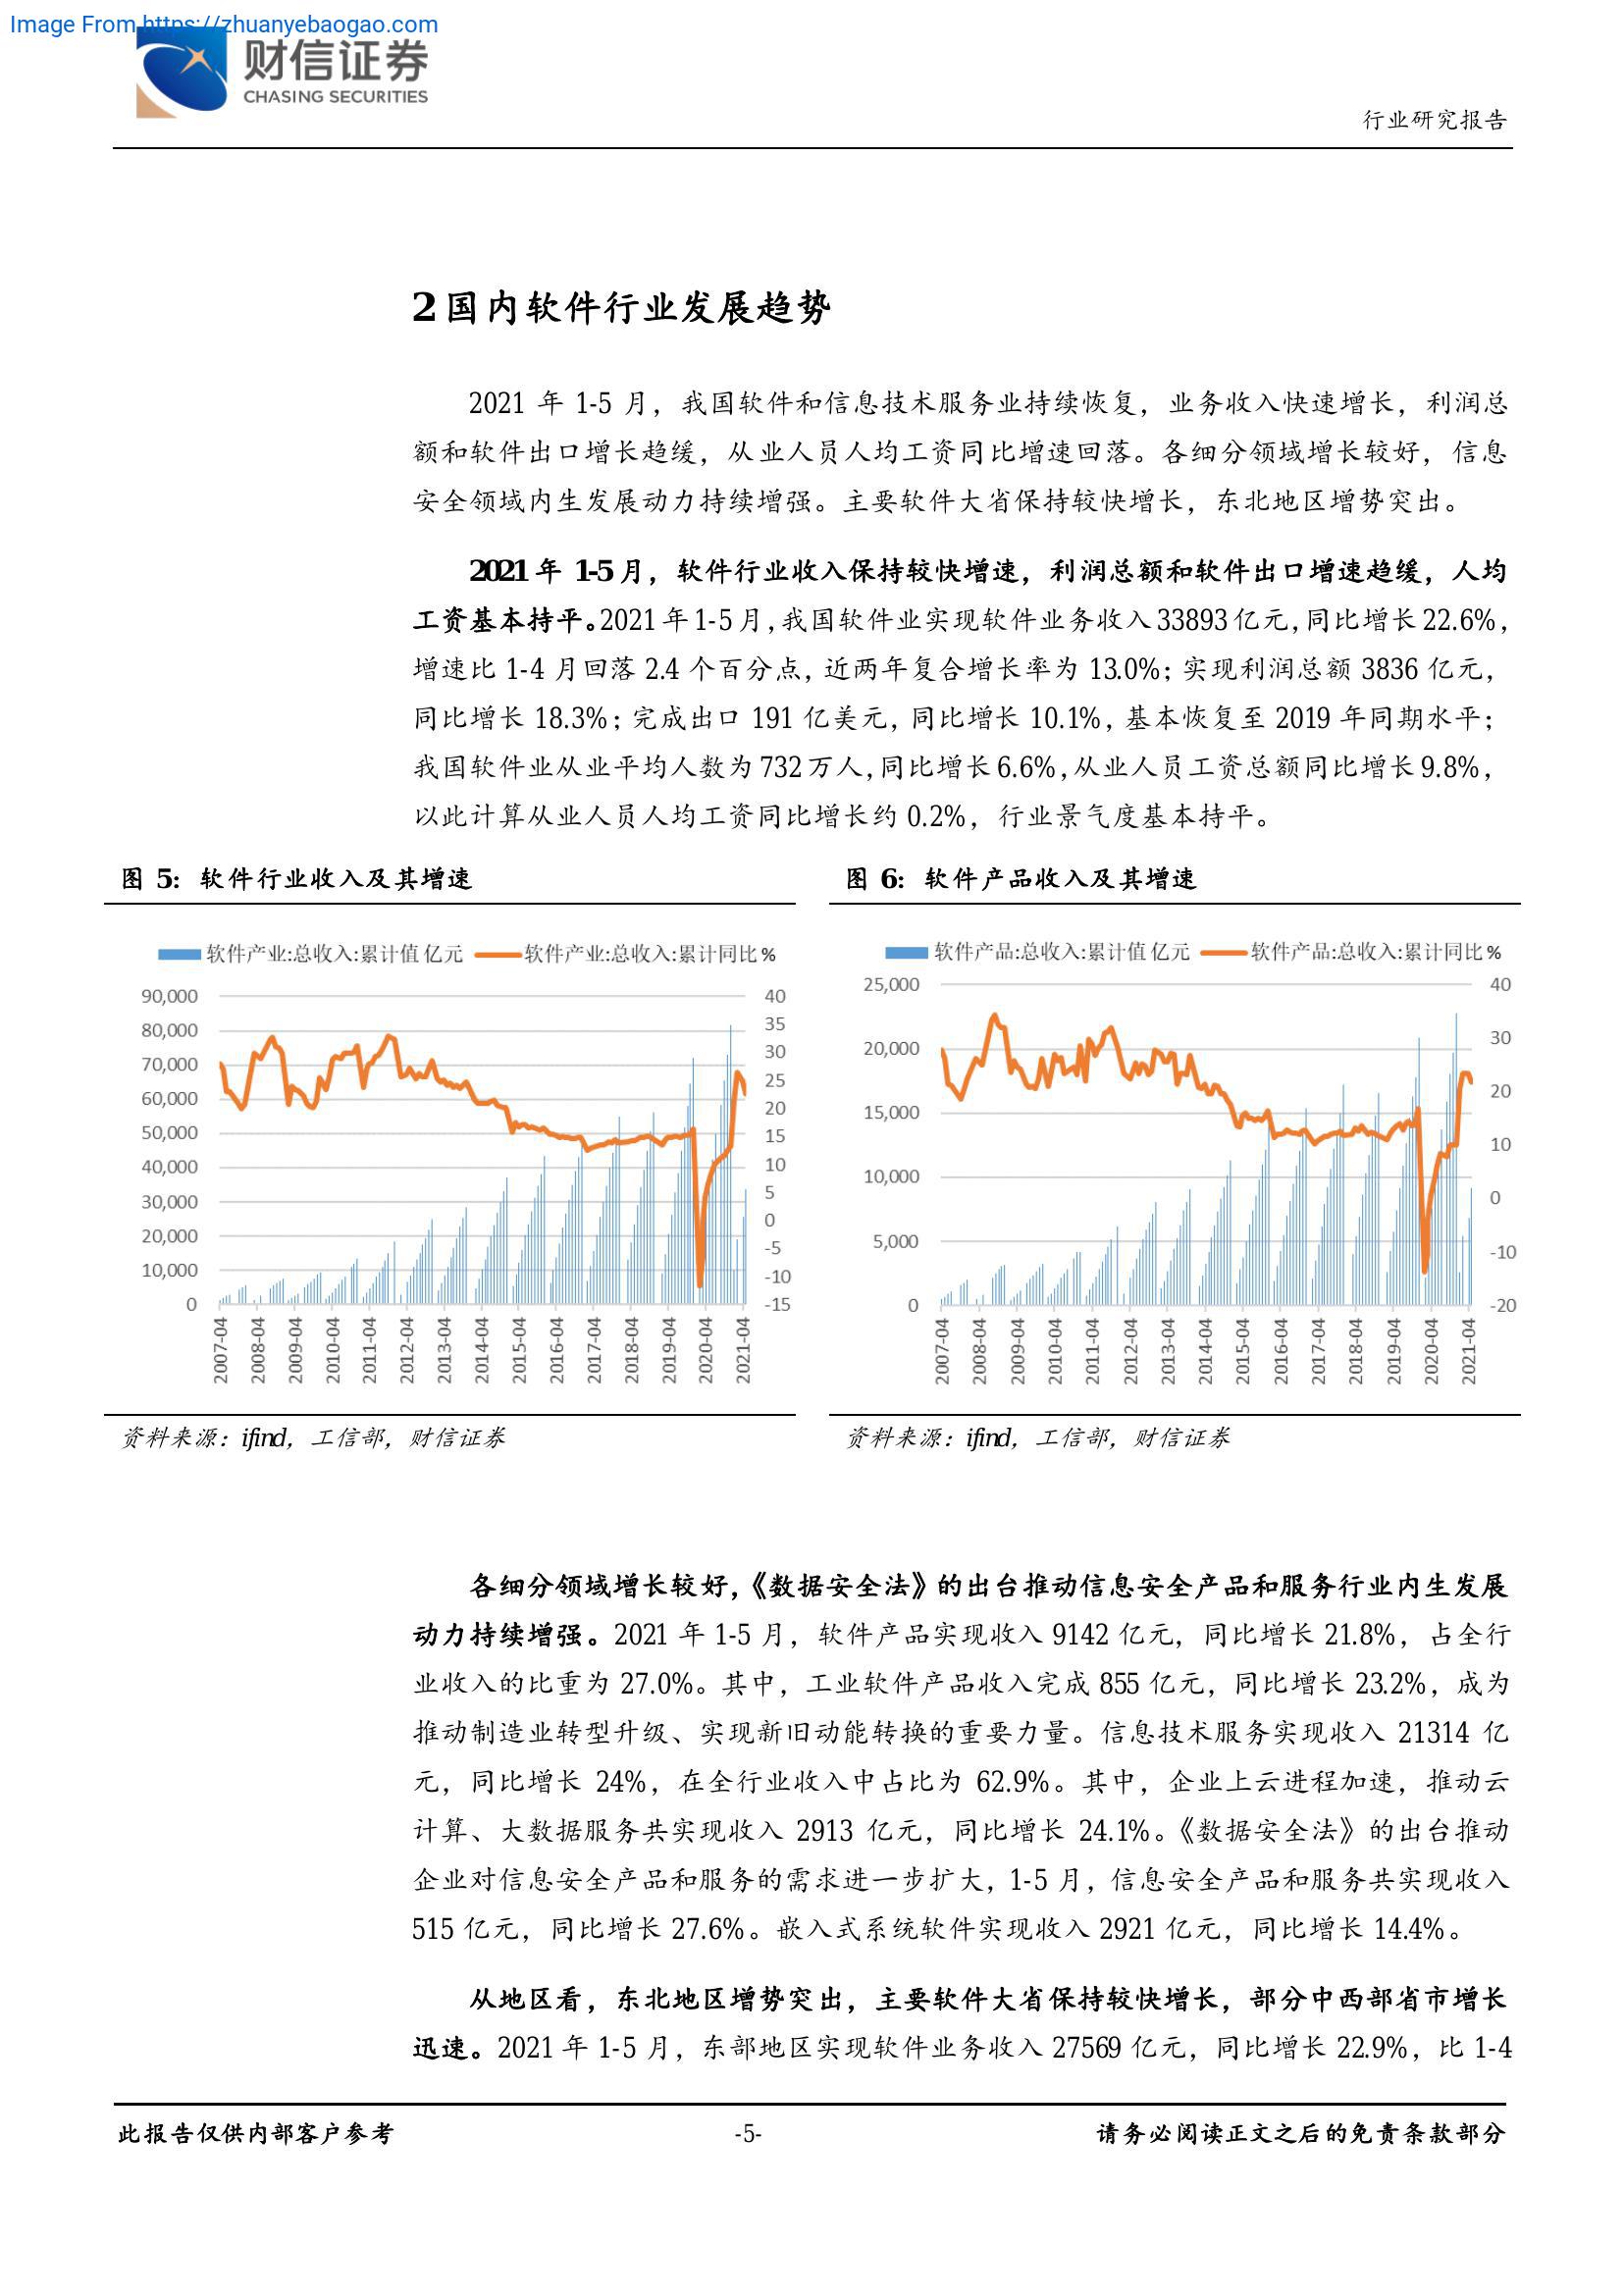 Image From https://zhuanyebaogao.com
财信证券
CHASING SECURITIES
行业研究报告
2 国内软件行业发展趋势
2021 年 1-5 月，我国软件和信息技术服务业持续恢复，业务收入快速增长，利润总
额和软件出口增长趋缓，从业人员人均工资同比增速回落。各细分领域增长较好，信息
安全领域内生发展动力持续增强。主要软件大省保持较快增长，东北地区增势突出。
2021 年 1-5 月，软件行业收入保持较快增速，利润总额和软件出口增速趋缓，人均
工资基本持平。2021 年 1-5 月，我国软件业实现软件业务收入 33893 亿元，同比增长 22.6%，
增速比 1-4 月回落 2.4 个百分点，近两年复合增长率为 13.0%；实现利润总额 3836 亿元，
同比增长 18.3%；完成出口 191 亿美元，同比增长 10.1%，基本恢复至 2019 年同期水平；
我国软件业从业平均人数为 732 万人，同比增长 6.6%，从业人员工资总额同比增长 9.8%，
以此计算从业人员人均工资同比增长约 0.2%，行业景气度基本持平。
图 5：软件行业收入及其增速
软件产业:总收入:累计值 亿元 软件产业:总收入:累计同比 %
90,000
80,000
70,000
60,000
50,000
40,000
30,000
20,000
10,000
0
40
35
30
25
20
15
10
5
0
-5
-10
-15
2007-04
2008-04
2009-04
2010-04
2011-04
2012-04
2013-04
2014-04
2015-04
2016-04
2017-04
2018-04
2019-04
2020-04
2021-04
资料来源：ifind，工信部，财信证券
图 6：软件产品收入及其增速
软件产品:总收入:累计值 亿元 软件产品:总收入:累计同比 %
25,000
20,000
15,000
10,000
5,000
0
40
30
20
10
0
-10
-20
2007-04
2008-04
2009-04
2010-04
2011-04
2012-04
2013-04
2014-04
2015-04
2016-04
2017-04
2018-04
2019-04
2020-04
2021-04
资料来源：ifind，工信部，财信证券
各细分领域增长较好，《数据安全法》的出台推动信息安全产品和服务行业内生发展
动力持续增强。2021 年 1-5 月，软件产品实现收入 9142 亿元，同比增长 21.8%，占全行
业收入的比重为 27.0%。其中，工业软件产品收入完成 855 亿元，同比增长 23.2%，成为
推动制造业转型升级、实现新旧动能转换的重要力量。信息技术服务实现收入 21314 亿
元，同比增长 24%，在全行业收入中占比为 62.9%。其中，企业上云进程加速，推动云
计算、大数据服务共实现收入 2913 亿元，同比增长 24.1%。《数据安全法》的出台推动
企业对信息安全产品和服务的需求进一步扩大，1-5 月，信息安全产品和服务共实现收入
515 亿元，同比增长 27.6%。嵌入式系统软件实现收入 2921 亿元，同比增长 14.4%。
从地区看，东北地区增势突出，主要软件大省保持较快增长，部分中西部省市增长
迅速。2021 年 1-5 月，东部地区实现软件业务收入 27569 亿元，同比增长 22.9%，比 1-4
此报告仅供内部客户参考
-5-
请务必阅读正文之后的免责条款部分